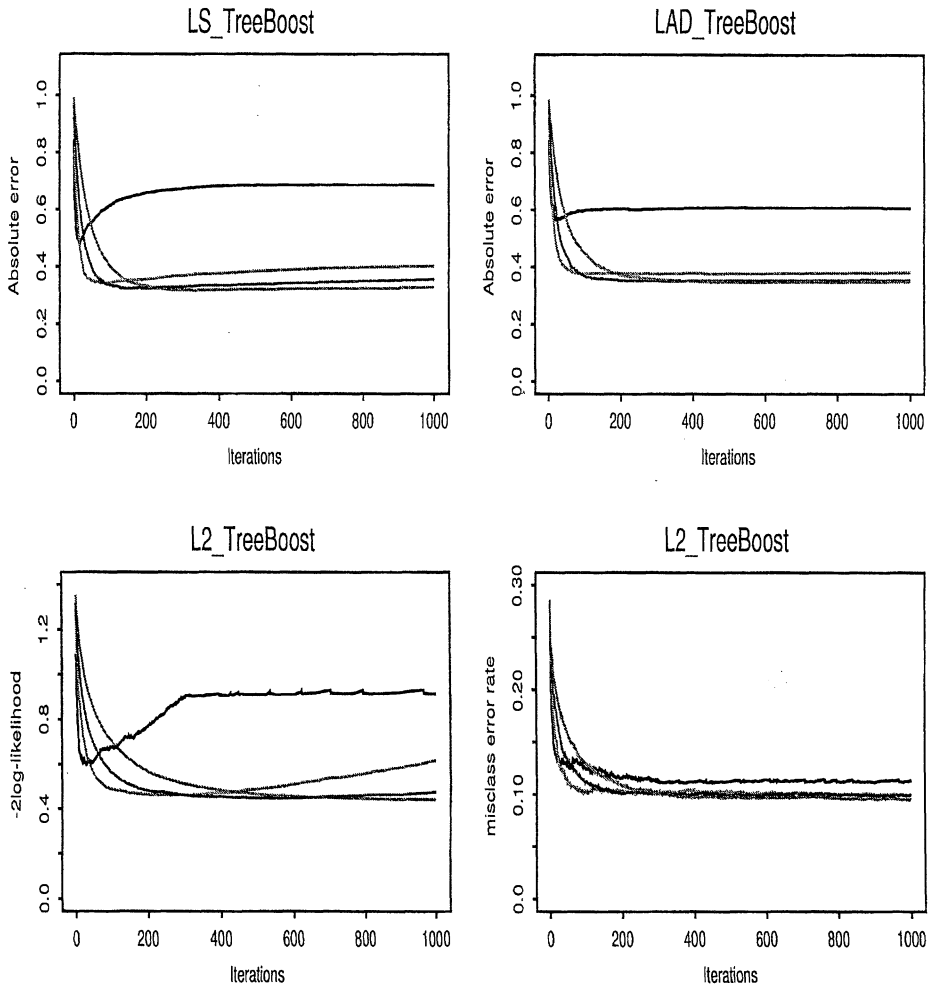 LS_TreeBoost
Absolute error
1.0
0.8
0.6
0.4
0.2
0.0
0 200 400 600 800 1000
Iterations
LAD_TreeBoost
Absolute error
1.0
0.8
0.6
0.4
0.2
0.0
0 200 400 600 800 1000
Iterations
L2_TreeBoost
-2log-likelihood
1.2
0.8
0.4
0.0
0 200 400 600 800 1000
Iterations
L2_TreeBoost
misclass error rate
0.30
0.20
0.10
0.0
0 200 400 600 800 1000
Iterations